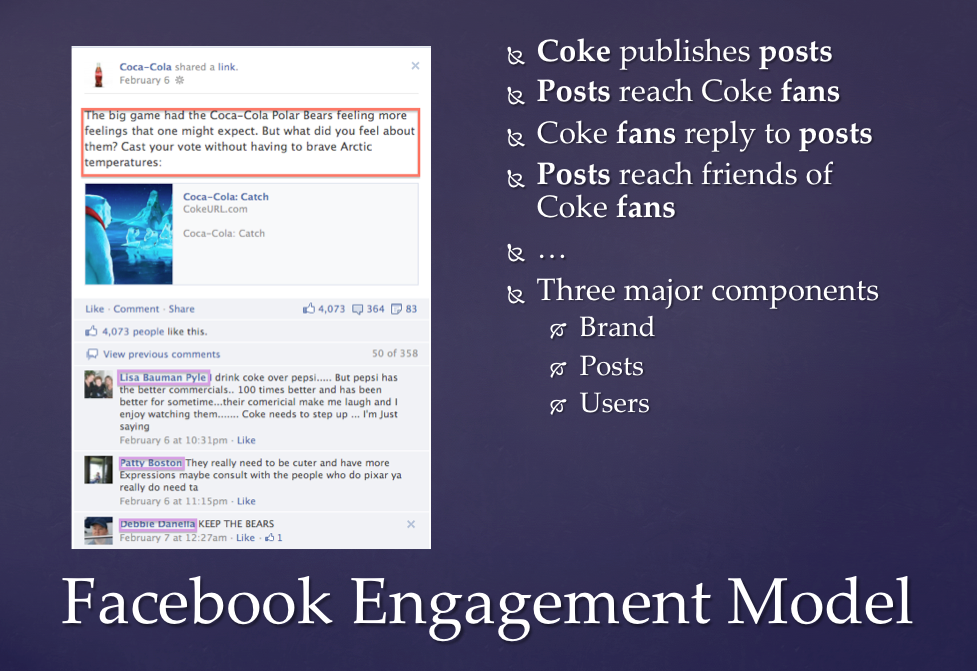 Coca-Cola shared a link.
February 6
The big game had the Coca-Cola Polar Bears feeling more
feelings that one might expect. But what did you feel about
them? Cast your vote without having to brave Arctic
temperatures:
Coca-Cola: Catch
CokeURL.com
Coca-Cola: Catch
Like · Comment · Share 4,073 364 83
4,073 people like this.
View previous comments 50 of 358
Lisa Bauman Pyle I drink coke over pepsi..... But pepsi has
the better commercials.. 100 times better and has been
better for sometime...their comericial make me laugh and I
enjoy watching them....... Coke needs to step up ... I'm Just
saying
February 6 at 10:31pm · Like
Patty Boston They really need to be cuter and have more
Expressions maybe consult with the people who do pixar ya
really do need ta
February 6 at 11:15pm · Like
Debbie Danella KEEP THE BEARS
February 7 at 12:27am · Like · 1
Coke publishes posts
Posts reach Coke fans
Coke fans reply to posts
Posts reach friends of
Coke fans
…
Three major components
Brand
Posts
Users
Facebook Engagement Model